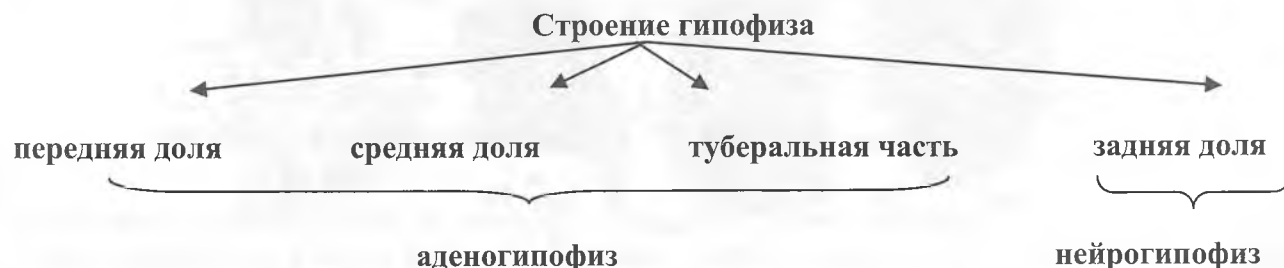 Строение гипофиза
передняя доля средняя доля туберальная часть задняя доля
аденогипофиз нейрогипофиз